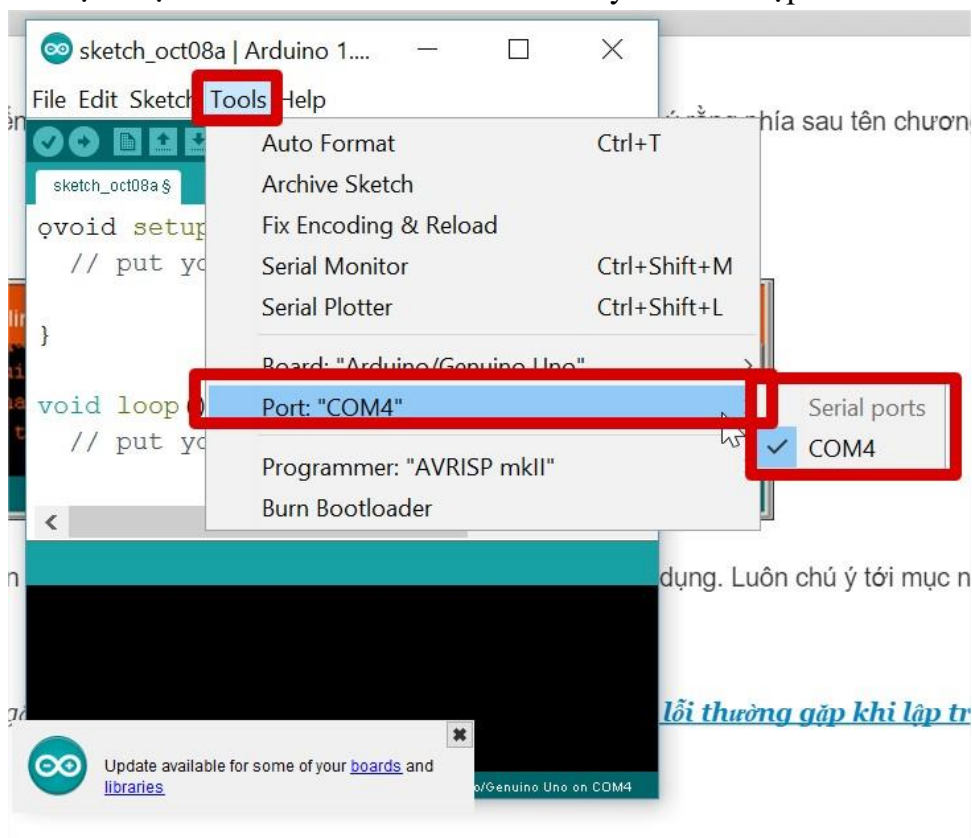 sketch_oct08a | Arduino 1....
File Edit Sketch Tools Help
phía sau tên chương
Auto Format Ctrl+T
sketch_oct08a § Archive Sketch
ọvoid setup Fix Encoding & Reload
// put yo Serial Monitor Ctrl+Shift+M
Serial Plotter Ctrl+Shift+L
}
Board: "Arduino/Genuino Uno"
void loop() Port: "COM4" Serial ports
// put yo COM4
Programmer: "AVRISP mkII"
Burn Bootloader
dụng. Luôn chú ý tới mục n
lỗi thường gặp khi lập tr
Update available for some of your boards and
libraries
o/Genuino Uno on COM4